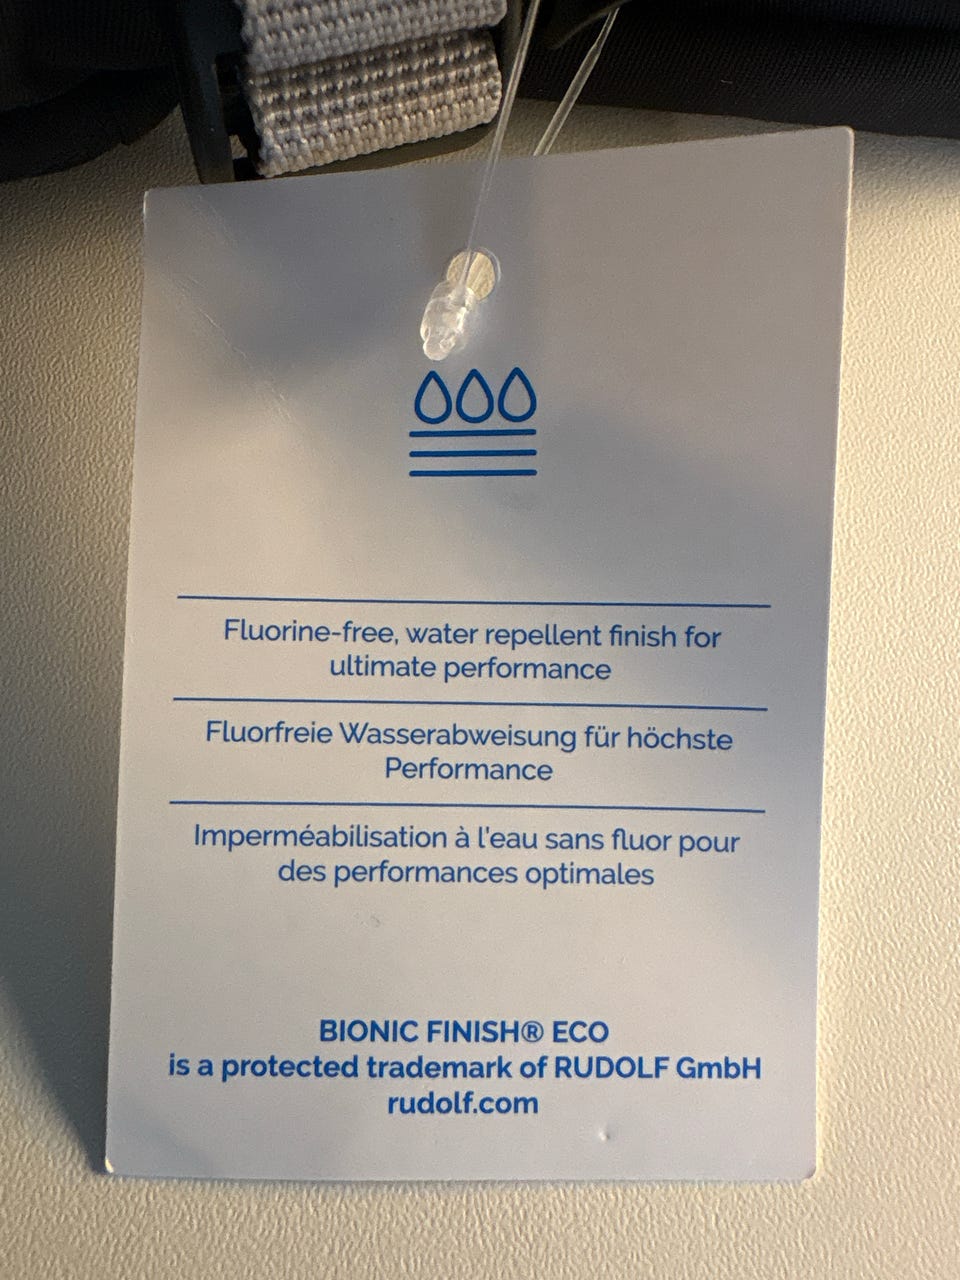 Fluorine-free, water repellent finish for
ultimate performance
Fluorfreie Wasserabweisung für höchste
Performance
Imperméabilisation à l'eau sans fluor pour
des performances optimales
BIONIC FINISH® ECO
is a protected trademark of RUDOLF GmbH
rudolf.com